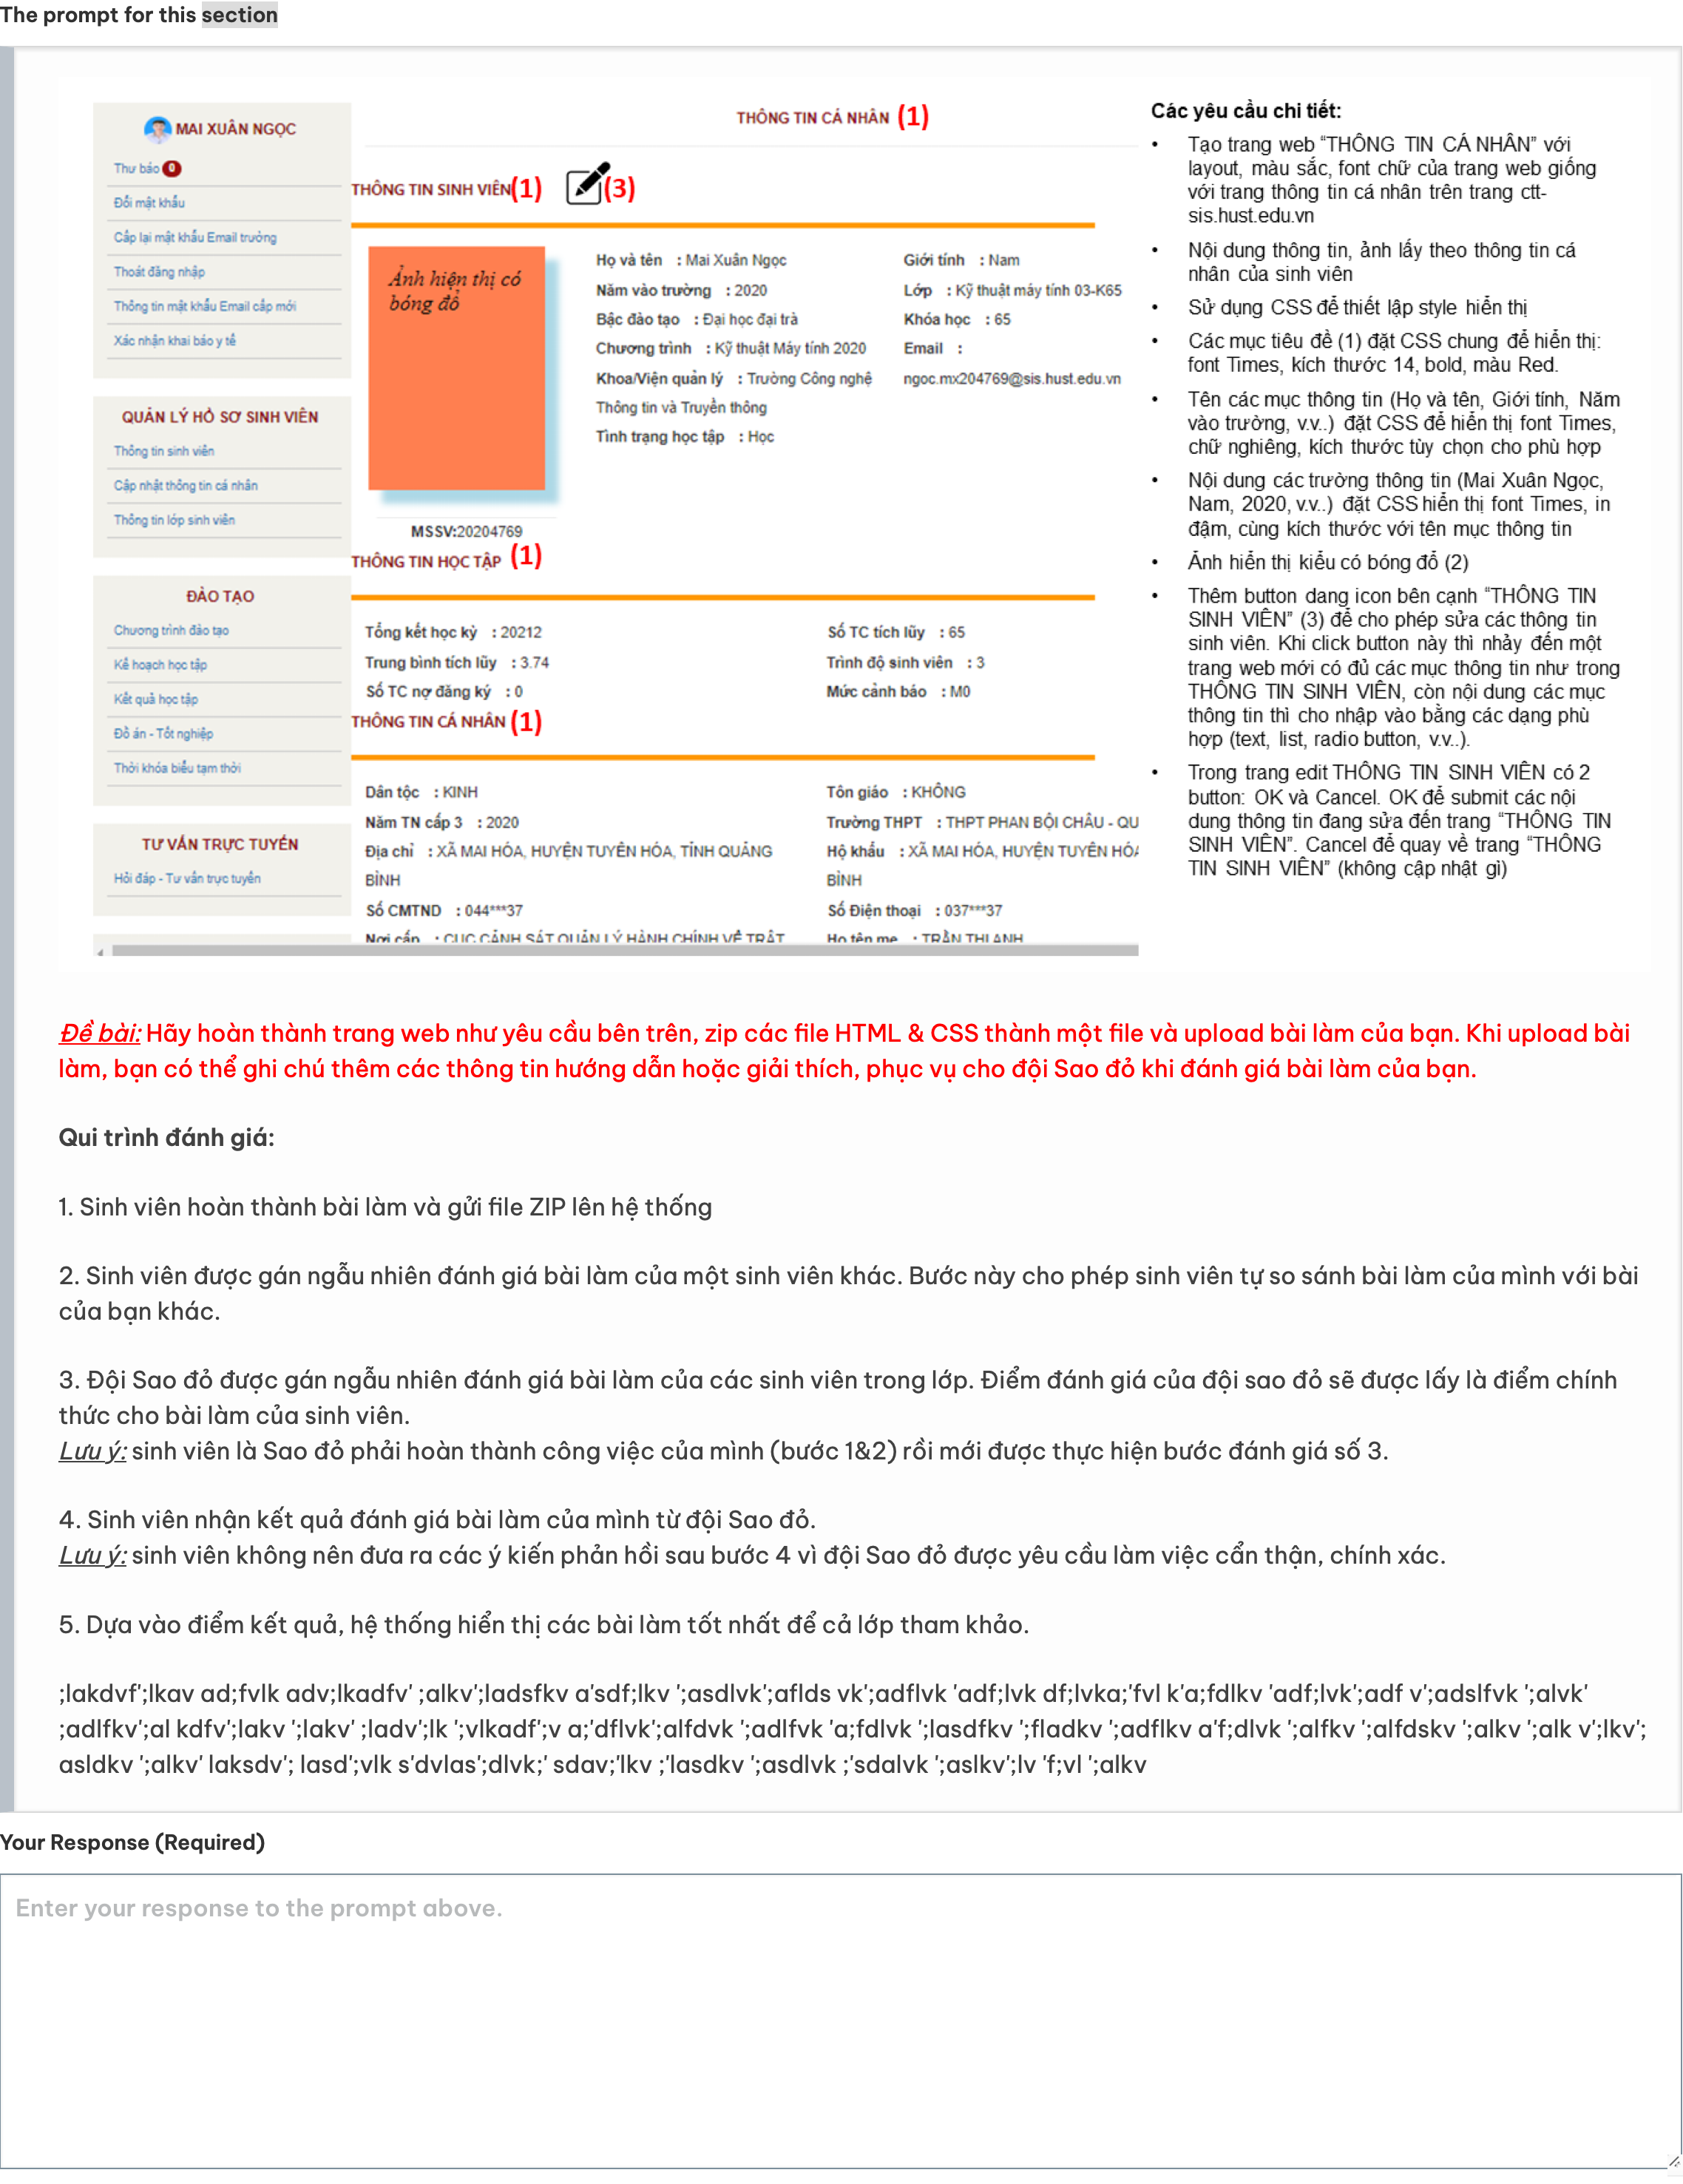 The prompt for this section
MAI XUÂN NGỌC
Thư báo 0
Đổi mật khẩu
Cấp lại mật khẩu Email trường
Thoát đăng nhập
Thông tin mật khẩu Email cấp mới
Xác nhận khai báo y tế
QUẢN LÝ HỒ SƠ SINH VIÊN
Thông tin sinh viên
Cập nhật thông tin cá nhân
Thông tin lớp sinh viên
ĐÀO TẠO
Chương trình đào tạo
Kế hoạch học tập
Kết quả học tập
Đồ án - Tốt nghiệp
Thời khóa biểu tạm thời
TƯ VẤN TRỰC TUYẾN
Hỏi đáp - Tư vấn trực tuyến
THÔNG TIN CÁ NHÂN (1)
THÔNG TIN SINH VIÊN(1) (3)
Ảnh hiện thị có
bóng đổ
MSSV:20204769
Họ và tên : Mai Xuân Ngọc
Năm vào trường : 2020
Bậc đào tạo : Đại học đại trà
Chương trình : Kỹ thuật Máy tính 2020
Khoa/Viện quản lý : Trường Công nghệ
Thông tin và Truyền thông
Tình trạng học tập : Học
Giới tính : Nam
Lớp : Kỹ thuật máy tính 03-K65
Khóa học : 65
Email :
ngoc.mx204769@sis.hust.edu.vn
THÔNG TIN HỌC TẬP (1)
Tổng kết học kỳ : 20212
Trung bình tích lũy : 3.74
Số TC nợ đăng ký : 0
Số TC tích lũy : 65
Trình độ sinh viên : 3
Mức cảnh báo : M0
THÔNG TIN CÁ NHÂN (1)
Dân tộc : KINH
Năm TN cấp 3 : 2020
Địa chỉ : XÃ MAI HÓA, HUYỆN TUYÊN HÓA, TỈNH QUẢNG
BÌNH
Số CMTND : 044***37
Nơi cấp : CỤC CẢNH SÁT QUẢN LÝ HÀNH CHÍNH VỀ TRẬT
Tôn giáo : KHÔNG
Trường THPT : THPT PHAN BỘI CHÂU - QU
Hộ khẩu : XÃ MAI HÓA, HUYỆN TUYÊN HÓA
BÌNH
Số Điện thoại : 037***37
Họ tên mẹ : TRẦN THỊ ANH
Các yêu cầu chi tiết:
• Tạo trang web “THÔNG TIN CÁ NHÂN” với
layout, màu sắc, font chữ của trang web giống
với trang thông tin cá nhân trên trang ctt-
sis.hust.edu.vn
• Nội dung thông tin, ảnh lấy theo thông tin cá
nhân của sinh viên
• Sử dụng CSS để thiết lập style hiển thị
• Các mục tiêu đề (1) đặt CSS chung để hiển thị:
font Times, kích thước 14, bold, màu Red.
• Tên các mục thông tin (Họ và tên, Giới tính, Năm
vào trường, v.v..) đặt CSS để hiển thị font Times,
chữ nghiêng, kích thước tùy chọn cho phù hợp
• Nội dung các trường thông tin (Mai Xuân Ngọc,
Nam, 2020, v.v..) đặt CSS hiển thị font Times, in
đậm, cùng kích thước với tên mục thông tin
• Ảnh hiển thị kiểu có bóng đổ (2)
• Thêm button dạng icon bên cạnh “THÔNG TIN
SINH VIÊN” (3) để cho phép sửa các thông tin
sinh viên. Khi click button này thì nhảy đến một
trang web mới có đủ các mục thông tin như trong
THÔNG TIN SINH VIÊN, còn nội dung các mục
thông tin thì cho nhập vào bằng các dạng phù
hợp (text, list, radio button, v.v..).
• Trong trang edit THÔNG TIN SINH VIÊN có 2
button: OK và Cancel. OK để submit các nội
dung thông tin đang sửa đến trang “THÔNG TIN
SINH VIÊN”. Cancel để quay về trang “THÔNG
TIN SINH VIÊN” (không cập nhật gì)
Đề bài: Hãy hoàn thành trang web như yêu cầu bên trên, zip các file HTML & CSS thành một file và upload bài làm của bạn. Khi upload bài
làm, bạn có thể ghi chú thêm các thông tin hướng dẫn hoặc giải thích, phục vụ cho đội Sao đỏ khi đánh giá bài làm của bạn.
Qui trình đánh giá:
1. Sinh viên hoàn thành bài làm và gửi file ZIP lên hệ thống
2. Sinh viên được gán ngẫu nhiên đánh giá bài làm của một sinh viên khác. Bước này cho phép sinh viên tự so sánh bài làm của mình với bài
của bạn khác.
3. Đội Sao đỏ được gán ngẫu nhiên đánh giá bài làm của các sinh viên trong lớp. Điểm đánh giá của đội sao đỏ sẽ được lấy là điểm chính
thức cho bài làm của sinh viên.
Lưu ý: sinh viên là Sao đỏ phải hoàn thành công việc của mình (bước 1&2) rồi mới được thực hiện bước đánh giá số 3.
4. Sinh viên nhận kết quả đánh giá bài làm của mình từ đội Sao đỏ.
Lưu ý: sinh viên không nên đưa ra các ý kiến phản hồi sau bước 4 vì đội Sao đỏ được yêu cầu làm việc cẩn thận, chính xác.
5. Dựa vào điểm kết quả, hệ thống hiển thị các bài làm tốt nhất để cả lớp tham khảo.
;lakdvf';lkav ad;fvlk adv;lkadfv' ;alkv';ladsfkv a'sdf;lkv ';asdlvk';aflds vk';adflvk 'adf;lvk df;lvka;'fvl k'a;fdlkv 'adf;lvk';adf v';adslfvk ';alvk'
;adlfkv';al kdfv';lakv ';lakv' ;ladv';lk ';vlkadf';v a;'dflvk';alfdvk ';adlfvk 'a;fdlvk ';lasdfkv ';fladkv ';adflkv a'f;dlvk ';alfkv ';alfdskv ';alkv ';alk v';lkv';
asldkv ';alkv' laksdv'; lasd';vlk s'dvlas';dlvk;' sdav;'lkv ;'lasdkv ';asdlvk ;'sdalvk ';aslkv';lv 'f;vl ';alkv
Your Response (Required)
Enter your response to the prompt above.